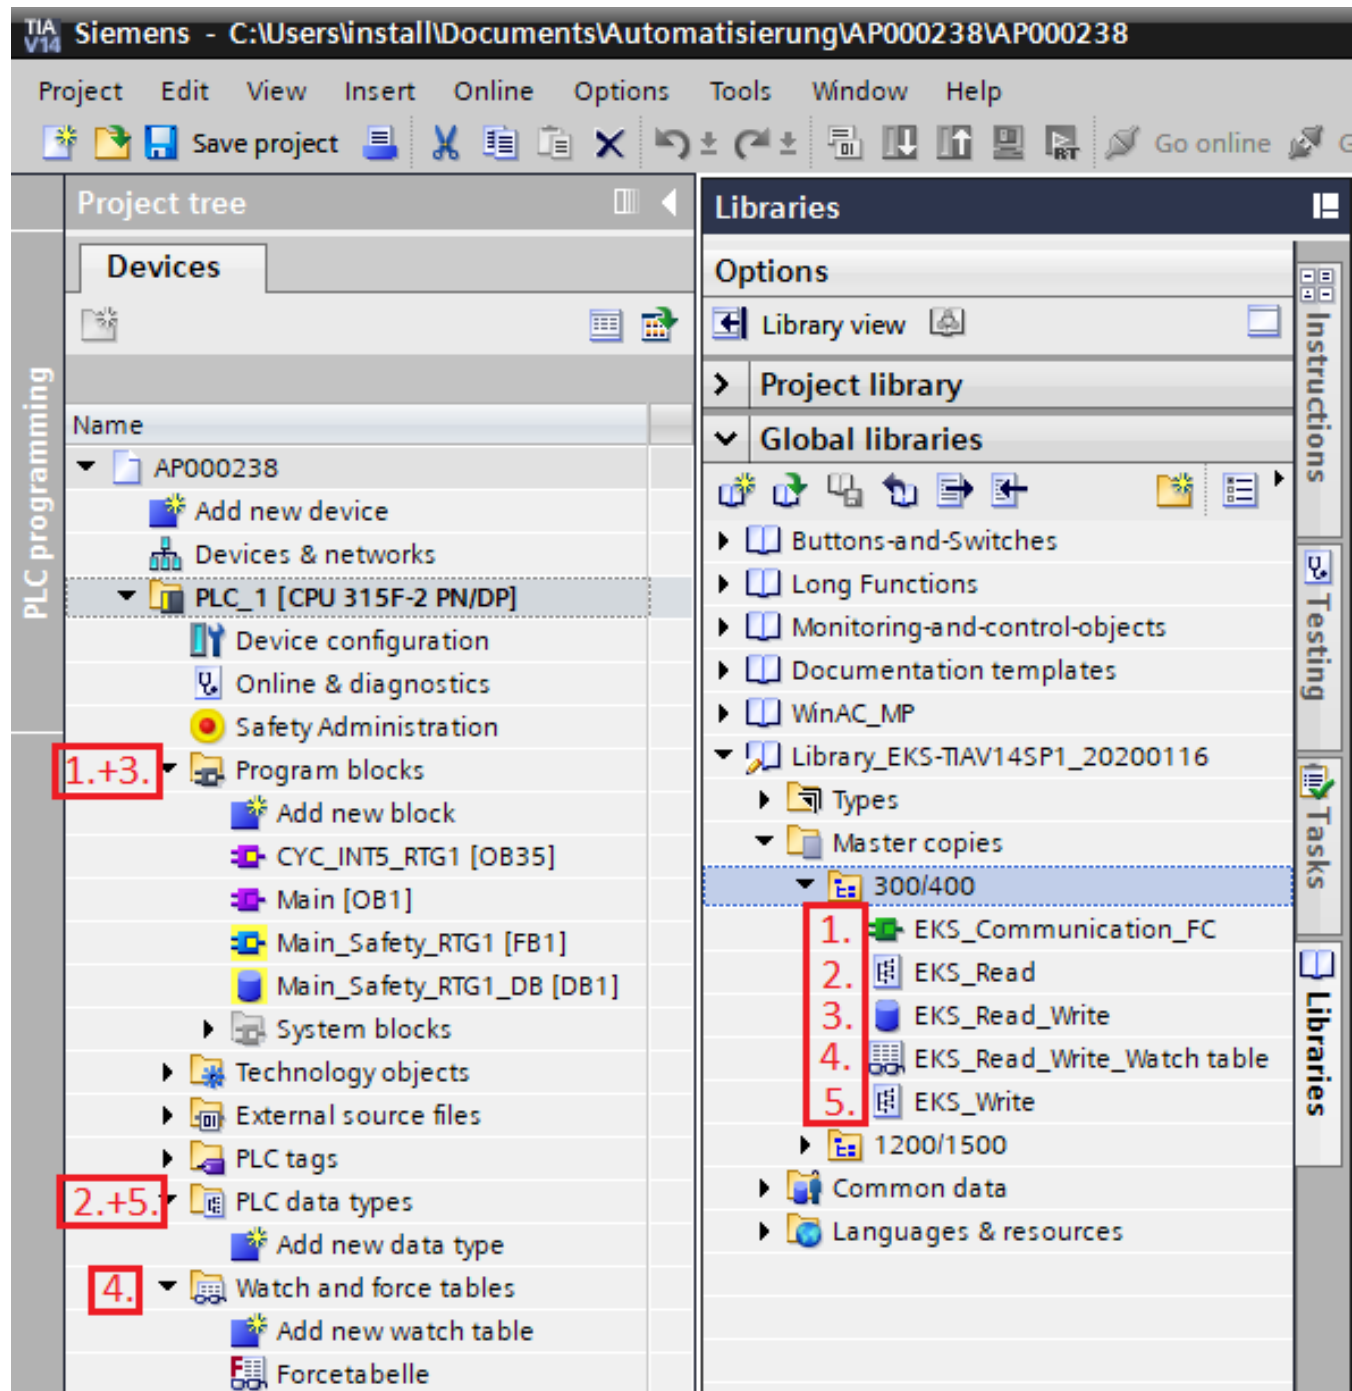 TIA V14 Siemens - C:\Users\install\Documents\Automatisierung\AP000238\AP000238
Project Edit View Insert Online Options Tools Window Help
Save project
RT
Go online
G
Project tree
Devices
Name
AP000238
Add new device
Devices & networks
PLC_1 [CPU 315F-2 PN/DP]
Device configuration
Online & diagnostics
Safety Administration
1.+3. Program blocks
Add new block
CYC_INT5_RTG1 [OB35]
Main [OB1]
Main_Safety_RTG1 [FB1]
Main_Safety_RTG1_DB [DB1]
System blocks
Technology objects
External source files
PLC tags
2.+5. PLC data types
Add new data type
4. Watch and force tables
Add new watch table
Forcetabelle
PLC programming
Libraries
Options
Library view
Project library
Global libraries
Buttons-and-Switches
Long Functions
Monitoring-and-control-objects
Documentation templates
WinAC_MP
Library_EKS-TIAV14SP1_20200116
Types
Master copies
300/400
1. EKS_Communication_FC
2. EKS_Read
3. EKS_Read_Write
4. EKS_Read_Write_Watch table
5. EKS_Write
1200/1500
Common data
Languages & resources
Instructions
Testing
Tasks
Libraries